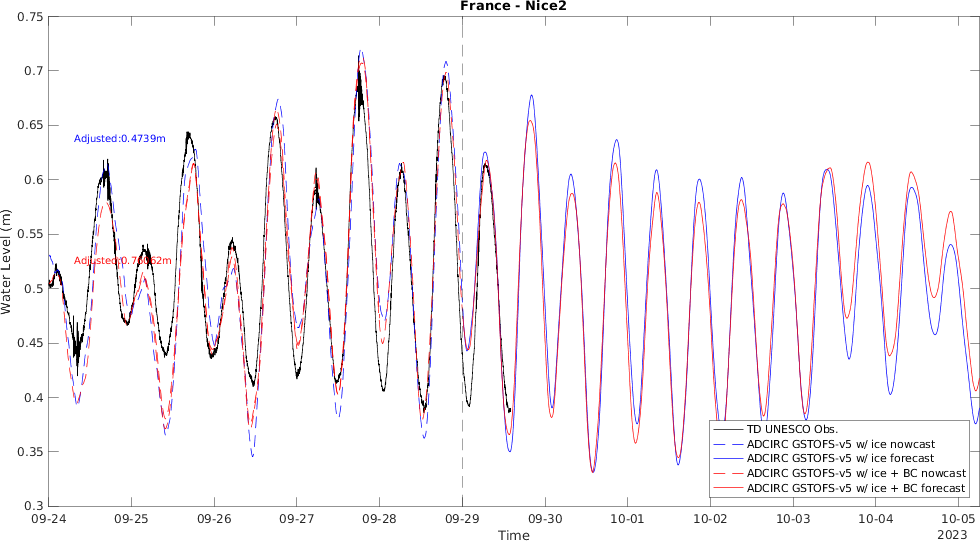 France - Nice2
0.75
0.7
0.65
0.6
0.55
0.5
0.45
0.4
0.35
0.3
Water Level (m)
Adjusted:0.4739m
TD UNESCO Obs.
ADCIRC GSTOFS-v5 w/ ice nowcast
ADCIRC GSTOFS-v5 w/ ice forecast
ADCIRC GSTOFS-v5 w/ ice + BC nowcast
ADCIRC GSTOFS-v5 w/ ice + BC forecast
09-24 09-25 09-26 09-27 09-28 09-29 09-30 10-01 10-02 10-03 10-04 10-05
Time
2023